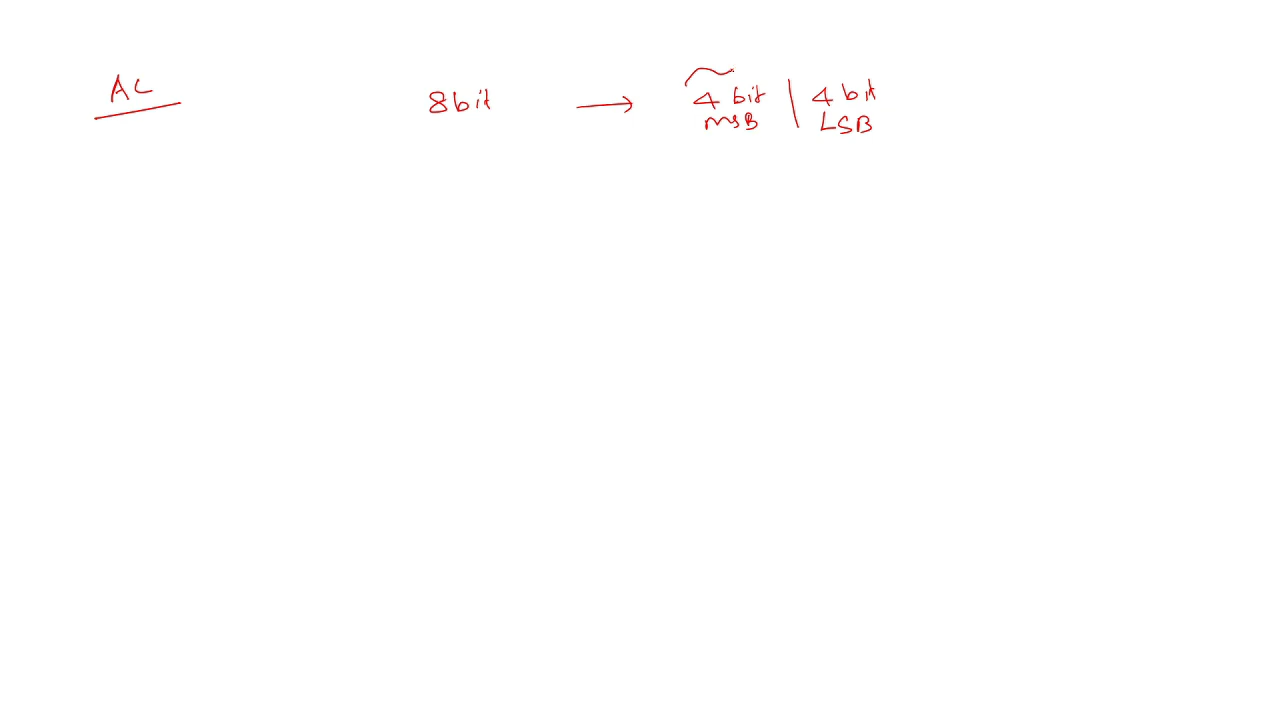 AC
8bit → 4 bit | 4 bit
MSB LSB